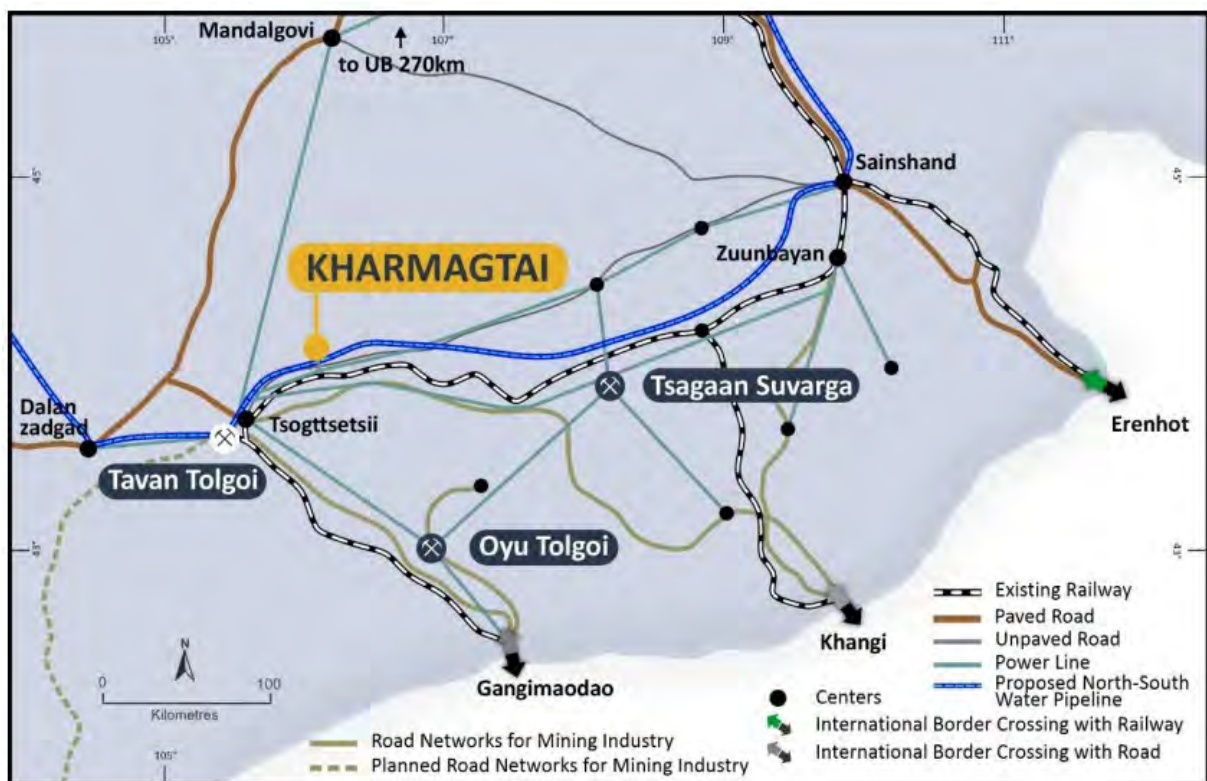 105°
107°
109°
111°
Mandalgovi
to UB 270km
45°
Sainshand
45°
Zuunbayan
KHARMAGTAI
Tsagaan Suvarga
Dalan
zadgad
Tsogttsetsii
Erenhot
Tavan Tolgoi
Oyu Tolgoi
43°
43°
Khangi
Gangimaodao
N
0
100
Kilometres
105°
Existing Railway
Paved Road
Unpaved Road
Power Line
Proposed North-South
Water Pipeline
Centers
International Border Crossing with Railway
International Border Crossing with Road
Road Networks for Mining Industry
Planned Road Networks for Mining Industry